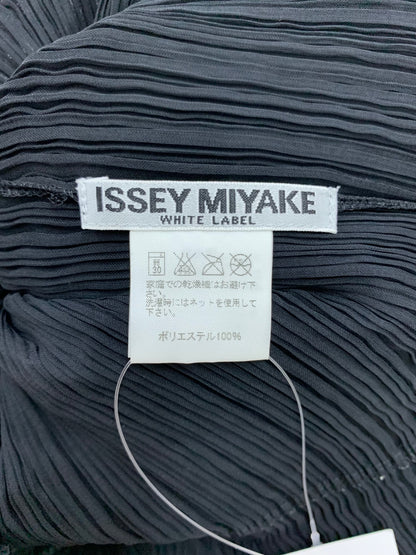 ISSEY MIYAKE
WHITE LABEL
30
家庭での乾燥機はお避け下さい。
洗濯時にはネットを使用して
下さい。
ポリエステル100%